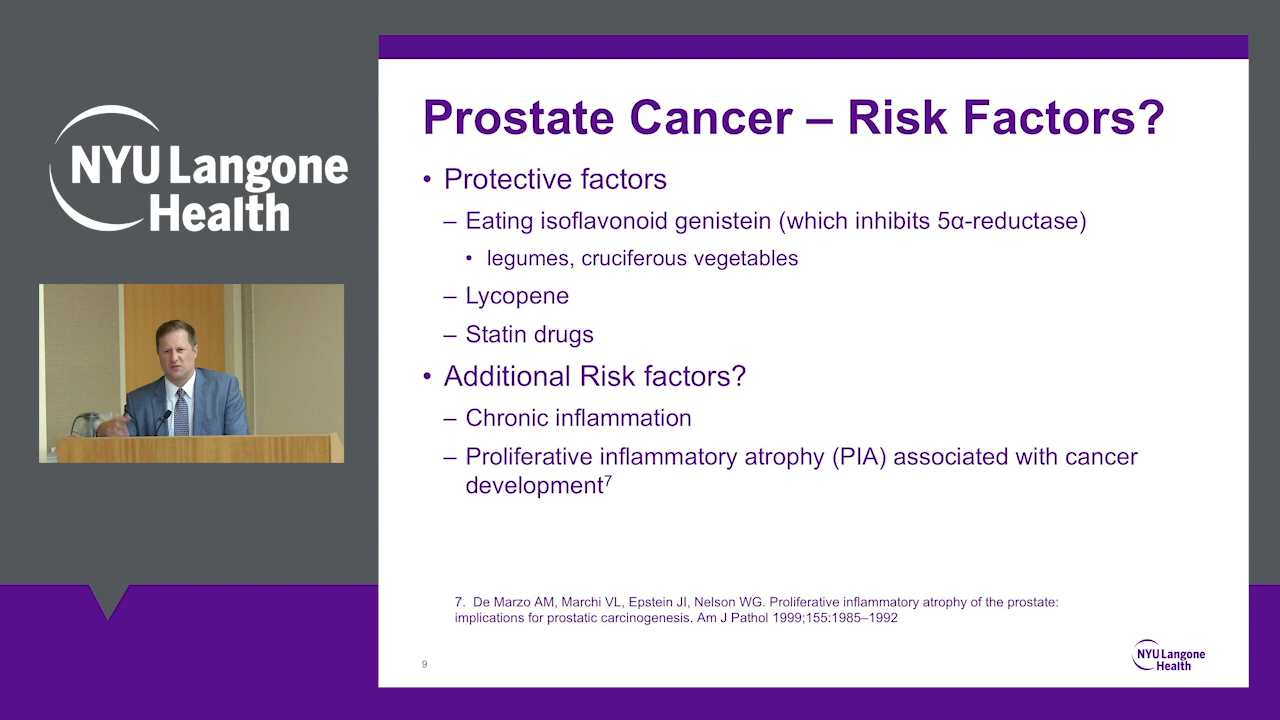 NYU Langone
Health
Prostate Cancer – Risk Factors?
• Protective factors
– Eating isoflavonoid genistein (which inhibits 5α-reductase)
• legumes, cruciferous vegetables
– Lycopene
– Statin drugs
• Additional Risk factors?
– Chronic inflammation
– Proliferative inflammatory atrophy (PIA) associated with cancer
development⁷
7. De Marzo AM, Marchi VL, Epstein JI, Nelson WG. Proliferative inflammatory atrophy of the prostate:
implications for prostatic carcinogenesis. Am J Pathol 1999;155:1985–1992
9
NYU Langone
Health